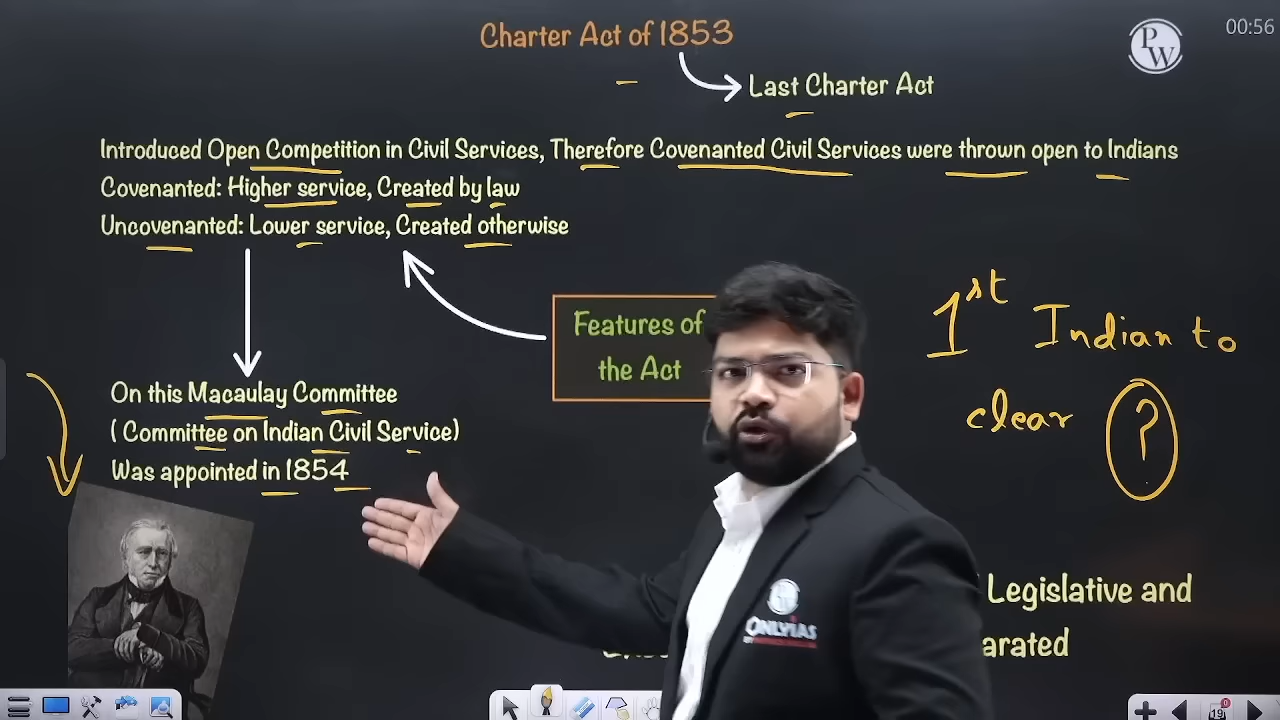 Charter Act of 1853
PW
00:56
Last Charter Act
Introduced Open Competition in Civil Services, Therefore Covenanted Civil Services were thrown open to Indians
Covenanted: Higher service, Created by law
Uncovenanted: Lower service, Created otherwise
Features of
the Act
1st Indian to
clear ?
On this Macaulay Committee
( Committee on Indian Civil Service)
Was appointed in 1854
Legislative and
arated
PW
ONLYIAS